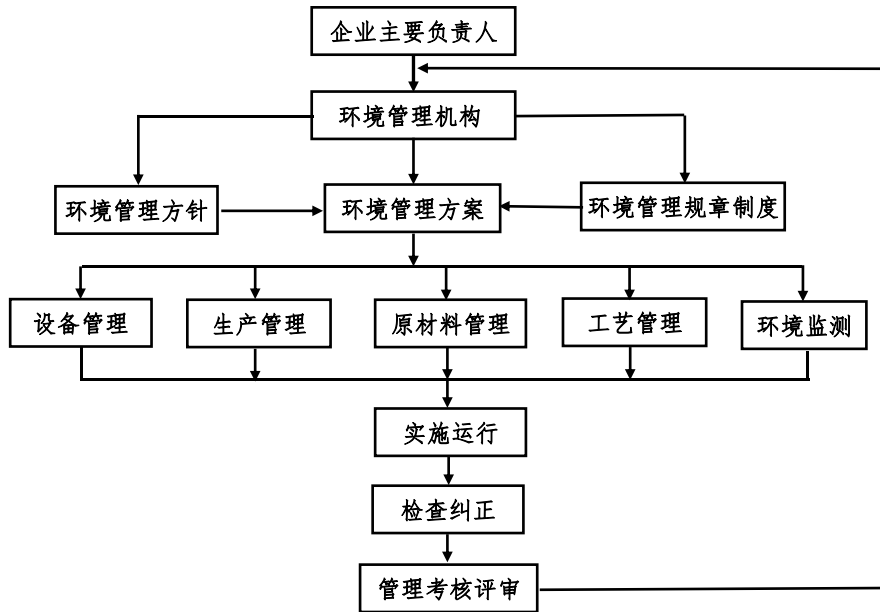 企业主要负责人
环境管理机构
环境管理方针
环境管理方案
环境管理规章制度
设备管理
生产管理
原材料管理
工艺管理
环境监测
实施运行
检查纠正
管理考核评审